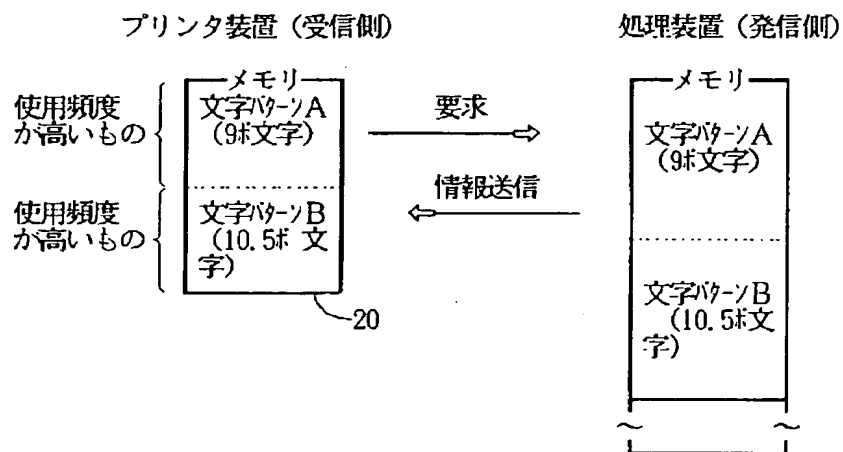 プリンタ装置（受信側）
処理装置（発信側）
メモリ
使用頻度
が高いもの
文字パターンA
（9ポ文字）
使用頻度
が高いもの
文字パターンB
（10.5ポ 文
字）
20
要求
情報送信
メモリ
文字パターンA
（9ポ文字）
文字パターンB
（10.5ポ文
字）